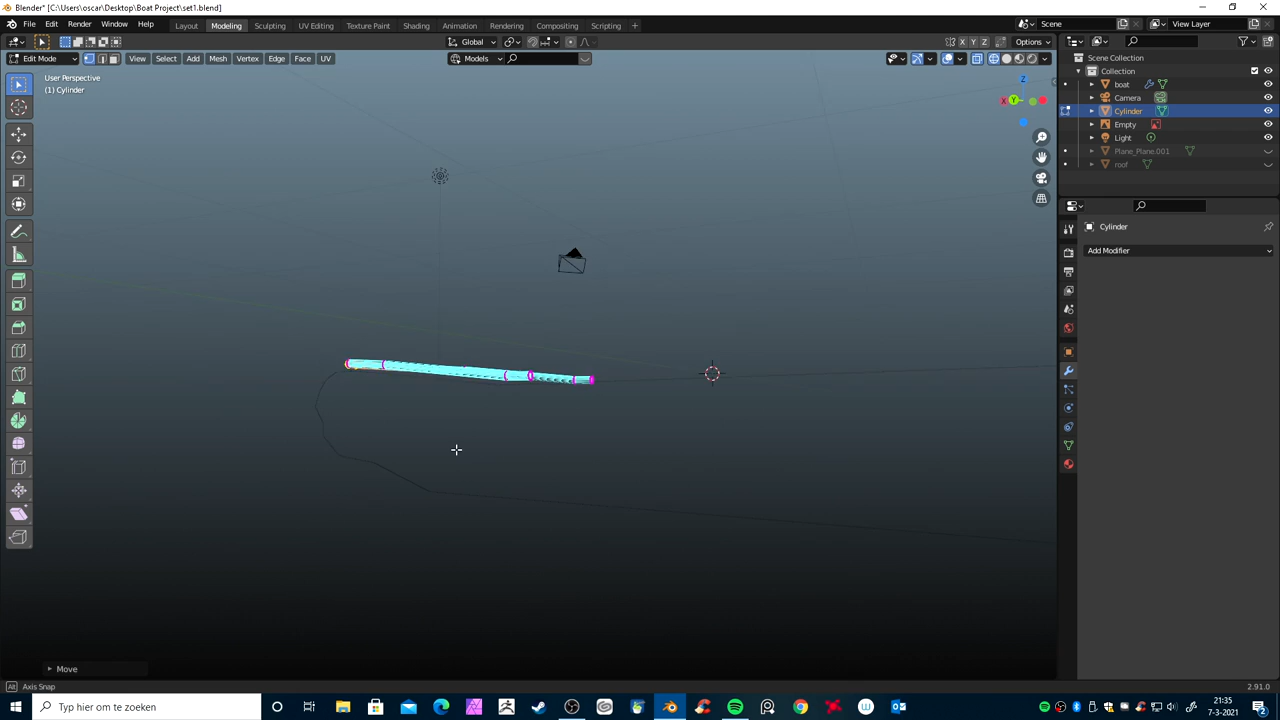 Blender* [C:\Users\oscar\Desktop\Boat Project\set1.blend]
File Edit Render Window Help Layout Modeling Sculpting UV Editing Texture Paint Shading Animation Rendering Compositing Scripting Scene View Layer
Global X Y Z Options
Edit Mode View Select Add Mesh Vertex Edge Face UV Models
Scene Collection
Collection
boat
Camera
Cylinder
Empty
Light
Plane_Plane.001
roof
User Perspective
(1) Cylinder
Z
X Y
Cylinder
Add Modifier
Move
Axis Snap
2.91.0
Typ hier om te zoeken
21:35
7-3-2021
2